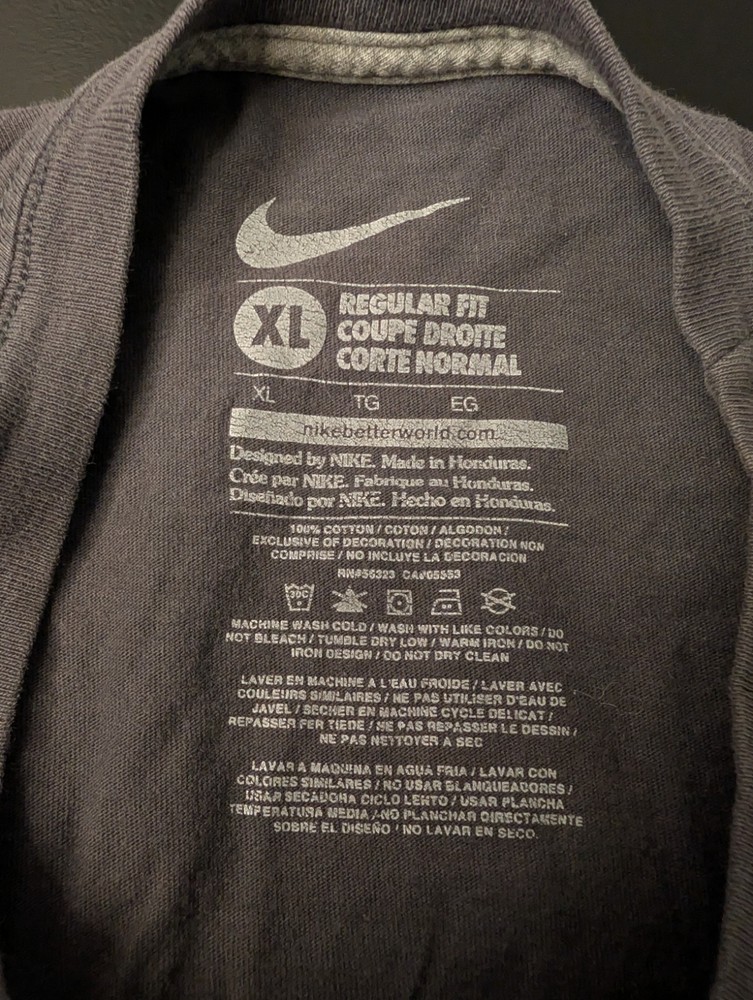 XL
REGULAR FIT
COUPE DROITE
CORTE NORMAL
XL TG EG
nikebetterworld.com
Designed by NIKE. Made in Honduras.
Crée par NIKE. Fabrique au Honduras.
Diseñado por NIKE. Hecho en Honduras.
100% COTTON / COTON / ALGODON /
EXCLUSIVE OF DECORATION / DECORATION NON
COMPRISE / NO INCLUYE LA DECORACION
RN#56323 CA#05553
30C
MACHINE WASH COLD / WASH WITH LIKE COLORS / DO
NOT BLEACH / TUMBLE DRY LOW / WARM IRON / DO NOT
IRON DESIGN / DO NOT DRY CLEAN
LAVER EN MACHINE A L'EAU FROIDE / LAVER AVEC
COULEURS SIMILAIRES / NE PAS UTILISER D'EAU DE
JAVEL / SECHER EN MACHINE CYCLE DELICAT /
REPASSER FER TIEDE / NE PAS REPASSER LE DESSIN /
NE PAS NETTOYER A SEC
LAVAR A MAQUINA EN AGUA FRIA / LAVAR CON
COLORES SIMILARES / NO USAR BLANQUEADORES /
USAR SECADORA CICLO LENTO / USAR PLANCHA
TEMPERATURA MEDIA / NO PLANCHAR DIRECTAMENTE
SOBRE EL DISEÑO / NO LAVAR EN SECO.